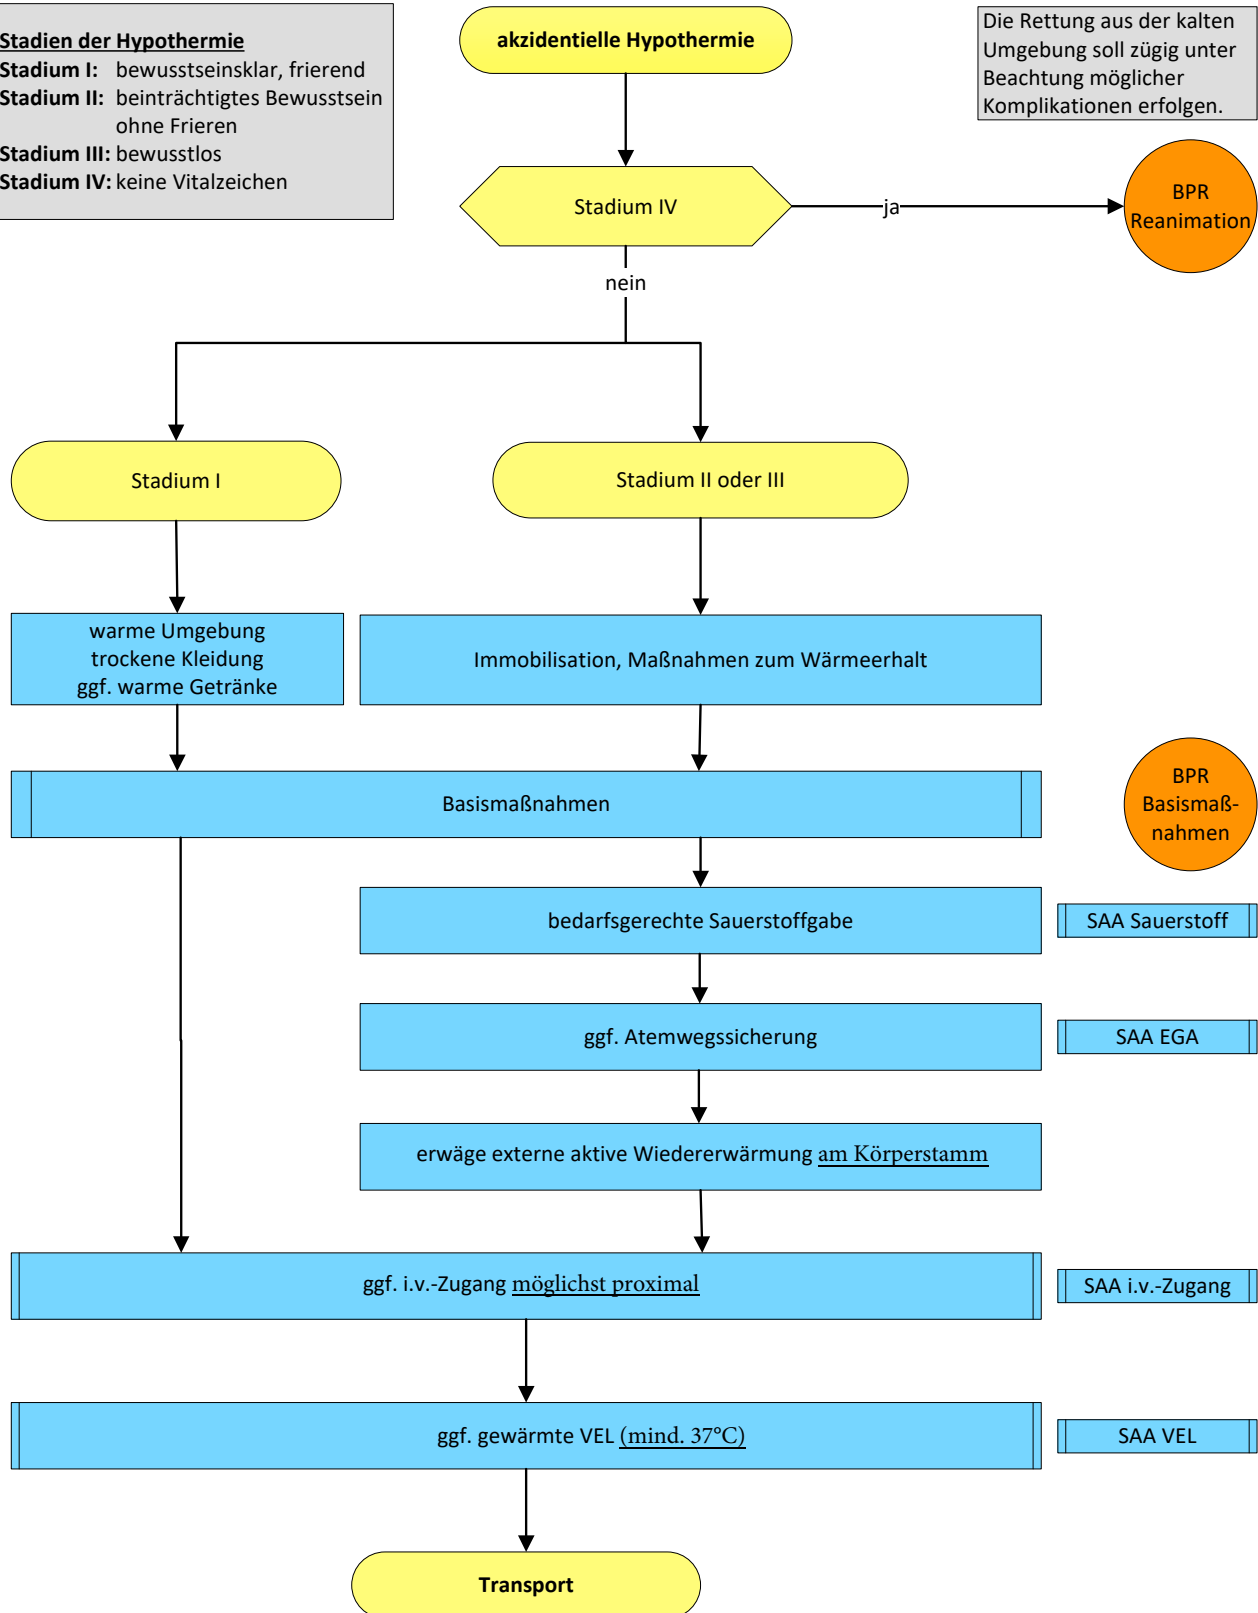 Stadien der Hypothermie
Stadium I: bewusstseinsklar, frierend
Stadium II: beinträchtigtes Bewusstsein
ohne Frieren
Stadium III: bewusstlos
Stadium IV: keine Vitalzeichen
akzidentielle Hypothermie
Die Rettung aus der kalten
Umgebung soll zügig unter
Beachtung möglicher
Komplikationen erfolgen.
Stadium IV
ja
BPR
Reanimation
nein
Stadium I
Stadium II oder III
warme Umgebung
trockene Kleidung
ggf. warme Getränke
Immobilisation, Maßnahmen zum Wärmeerhalt
Basismaßnahmen
BPR
Basismaß-
nahmen
bedarfsgerechte Sauerstoffgabe
SAA Sauerstoff
ggf. Atemwegssicherung
SAA EGA
erwäge externe aktive Wiedererwärmung am Körperstamm
ggf. i.v.-Zugang möglichst proximal
SAA i.v.-Zugang
ggf. gewärmte VEL (mind. 37°C)
SAA VEL
Transport